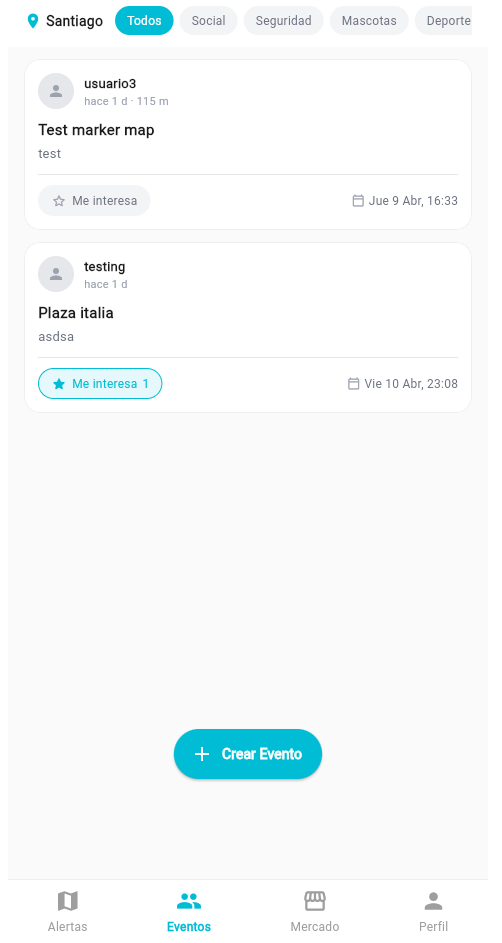 Santiago Todos Social Seguridad Mascotas Deporte
usuario3
hace 1 d · 115 m
Test marker map
test
Me interesa Jue 9 Abr, 16:33
testing
hace 1 d
Plaza italia
asdsa
Me interesa 1 Vie 10 Abr, 23:08
Crear Evento
Alertas Eventos Mercado Perfil